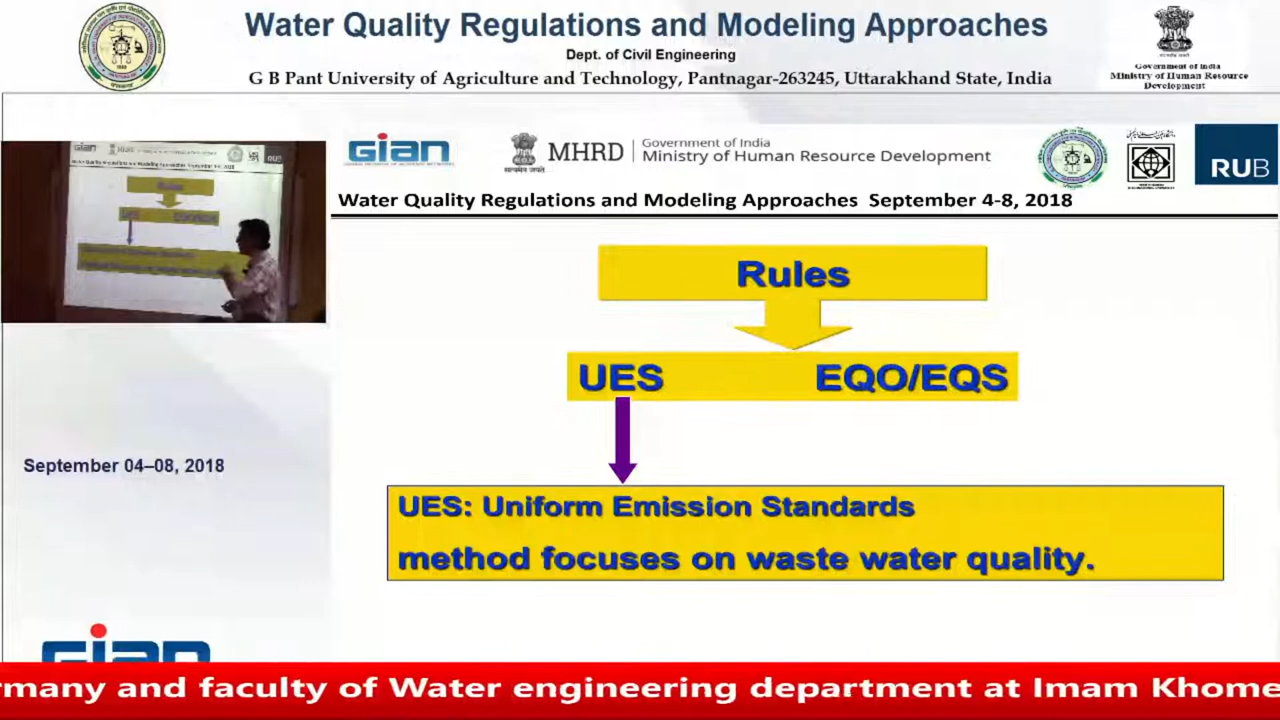 Water Quality Regulations and Modeling Approaches
Dept. of Civil Engineering
G B Pant University of Agriculture and Technology, Pantnagar-263245, Uttarakhand State, India
Government of India
Ministry of Human Resource
Development
GIAN
सत्यमेव जयते
MHRD
Government of India
Ministry of Human Resource Development
RUB
Water Quality Regulations and Modeling Approaches September 4-8, 2018
Rules
UES EQO/EQS
UES: Uniform Emission Standards
method focuses on waste water quality.
September 04–08, 2018
GIAN
rmany and faculty of Water engineering department at Imam Khome